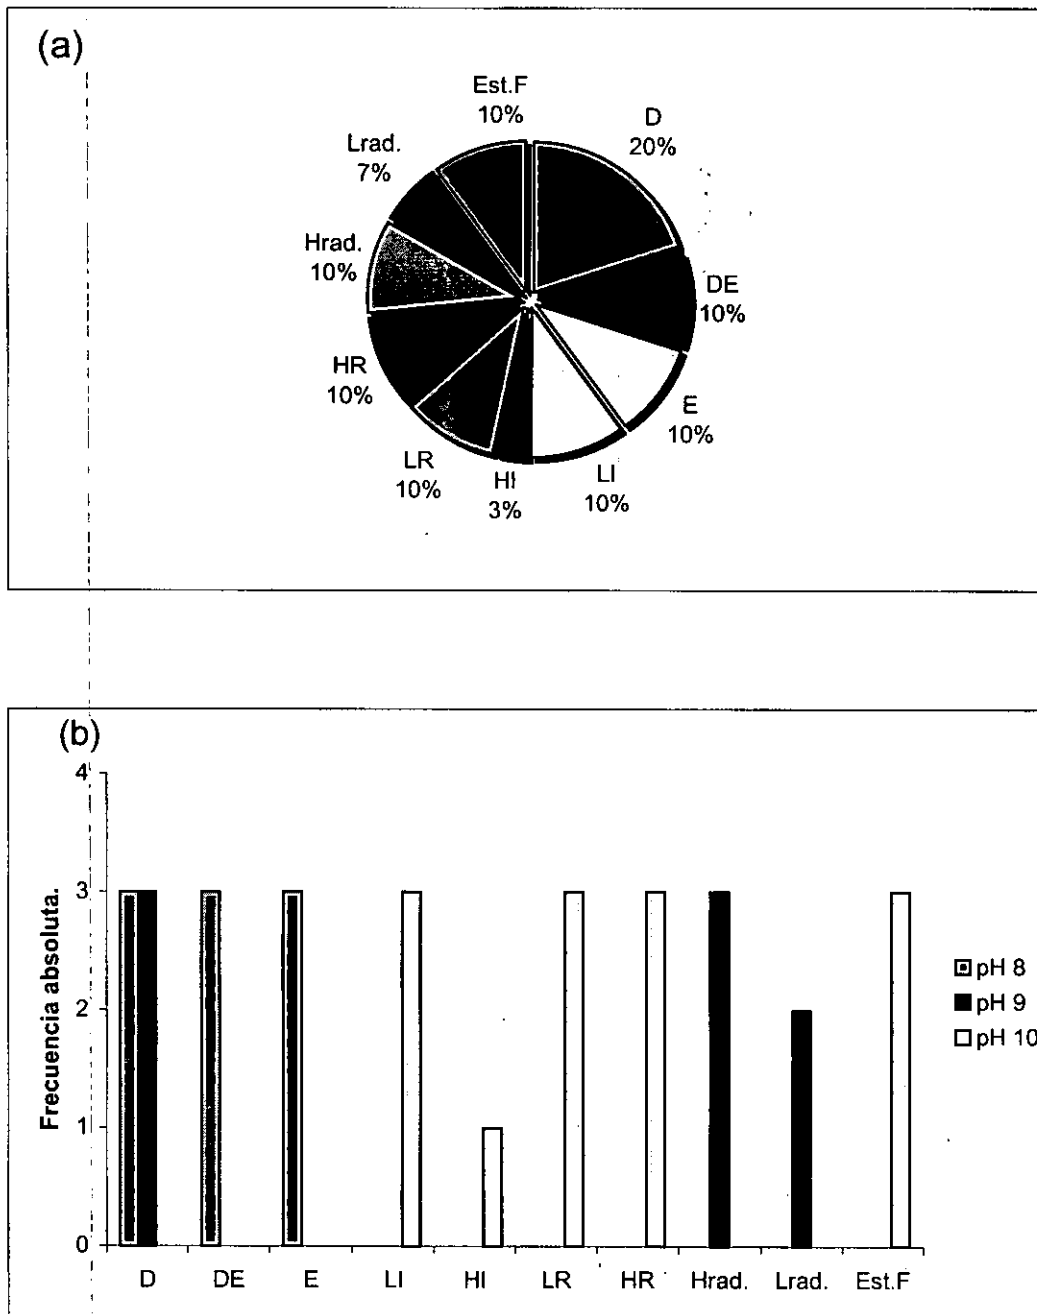 (a)
Est.F
10%
D
20%
Lrad.
7%
Hrad.
10%
DE
10%
HR
10%
E
10%
LR
10%
HI
3%
LI
10%
(b)
4
3
2
1
0
Frecuencia absoluta.
D DE E LI HI LR HR Hrad. Lrad. Est.F
pH 8
pH 9
pH 10